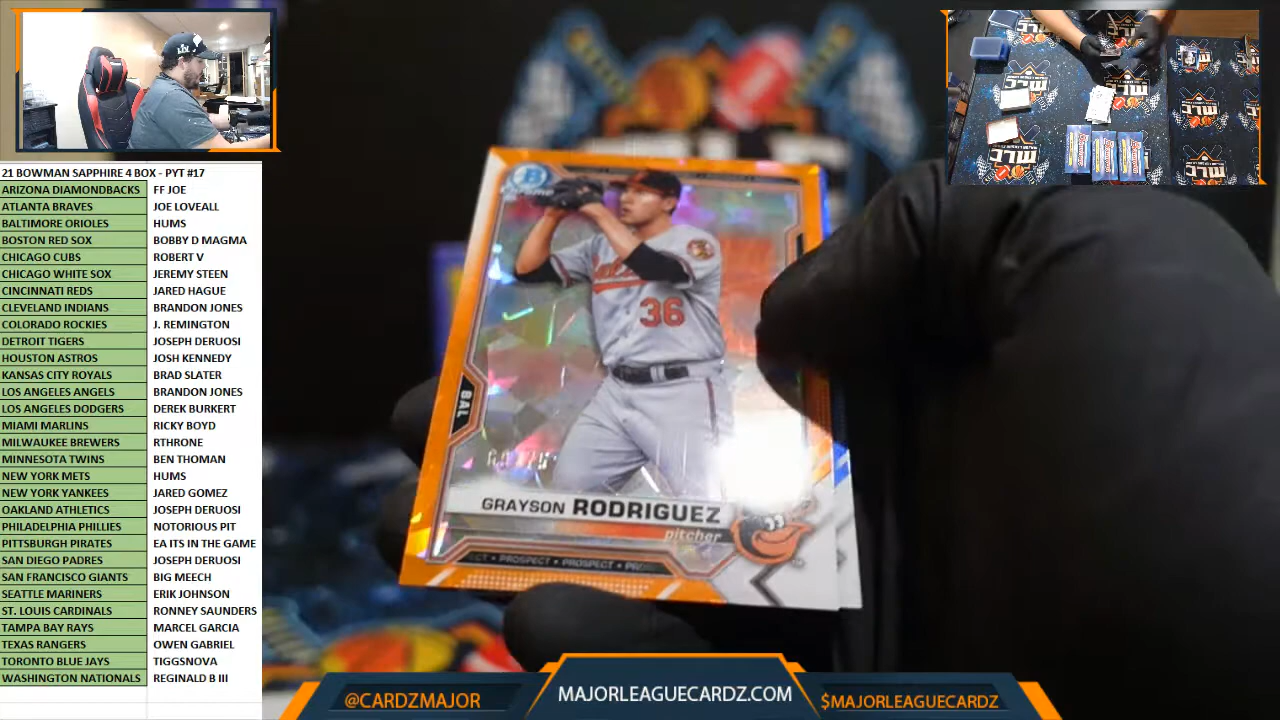 21 BOWMAN SAPPHIRE 4 BOX - PYT #17
ARIZONA DIAMONDBACKS FF JOE
ATLANTA BRAVES JOE LOVEALL
BALTIMORE ORIOLES HUMS
BOSTON RED SOX BOBBY D MAGMA
CHICAGO CUBS ROBERT V
CHICAGO WHITE SOX JEREMY STEEN
CINCINNATI REDS JARED HAGUE
CLEVELAND INDIANS BRANDON JONES
COLORADO ROCKIES J. REMINGTON
DETROIT TIGERS JOSEPH DERUOSI
HOUSTON ASTROS JOSH KENNEDY
KANSAS CITY ROYALS BRAD SLATER
LOS ANGELES ANGELS BRANDON JONES
LOS ANGELES DODGERS DEREK BURKERT
MIAMI MARLINS RICKY BOYD
MILWAUKEE BREWERS RTHRONE
MINNESOTA TWINS BEN THOMAN
NEW YORK METS HUMS
NEW YORK YANKEES JARED GOMEZ
OAKLAND ATHLETICS JOSEPH DERUOSI
PHILADELPHIA PHILLIES NOTORIOUS PIT
PITTSBURGH PIRATES EA ITS IN THE GAME
SAN DIEGO PADRES JOSEPH DERUOSI
SAN FRANCISCO GIANTS BIG MEECH
SEATTLE MARINERS ERIK JOHNSON
ST. LOUIS CARDINALS RONNEY SAUNDERS
TAMPA BAY RAYS MARCEL GARCIA
TEXAS RANGERS OWEN GABRIEL
TORONTO BLUE JAYS TIGGSNOVA
WASHINGTON NATIONALS REGINALD B III
B
36
BAL
GRAYSON RODRIGUEZ
pitcher
PROSPECT • PROSPECT
MLC
MLC
MLC
MLC
MLC
@CARDZMAJOR
MAJORLEAGUECARDZ.COM
$MAJORLEAGUECARDZ